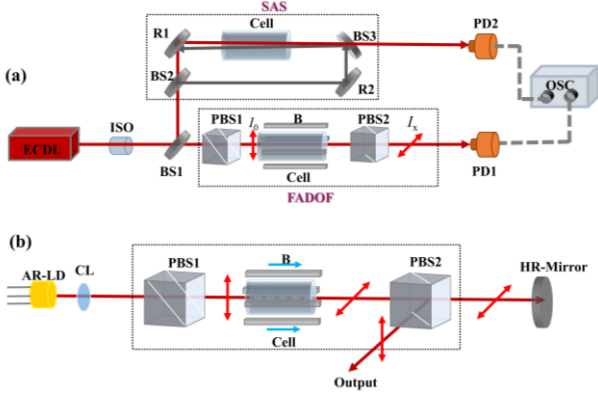 SAS
Cell
R1
BS3
PD2
(a)
BS2
R2
OSC
ISO
PBS1
I₀
B
PBS2
Iₓ
ECDL
BS1
Cell
PD1
FADOF
(b)
B
PBS1
PBS2
HR-Mirror
AR-LD
CL
Cell
Output